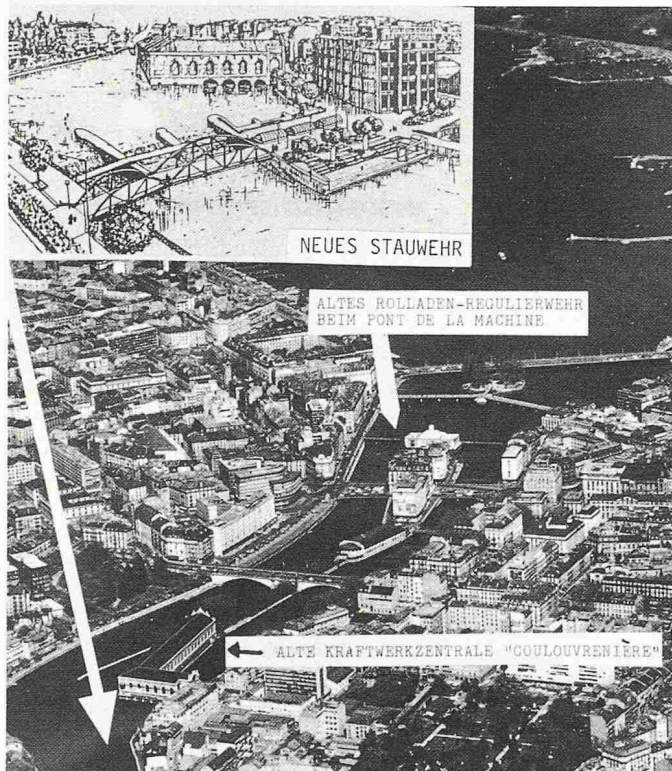 NEUES STAUWEHR
ALTES ROLLADEN-REGULIERWEHR
BEIM PONT DE LA MACHINE
ALTE KRAFTWERKZENTRALE "COULOUVRENIÈRE"